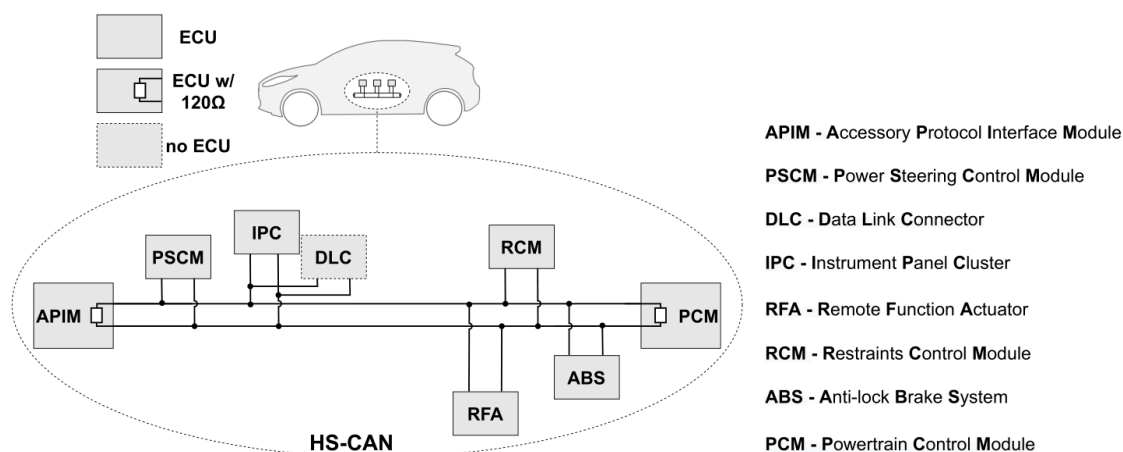 ECU
ECU w/
120Ω
no ECU
IPC
PSCM
DLC
RCM
APIM
PCM
ABS
RFA
HS-CAN
APIM - Accessory Protocol Interface Module
PSCM - Power Steering Control Module
DLC - Data Link Connector
IPC - Instrument Panel Cluster
RFA - Remote Function Actuator
RCM - Restraints Control Module
ABS - Anti-lock Brake System
PCM - Powertrain Control Module